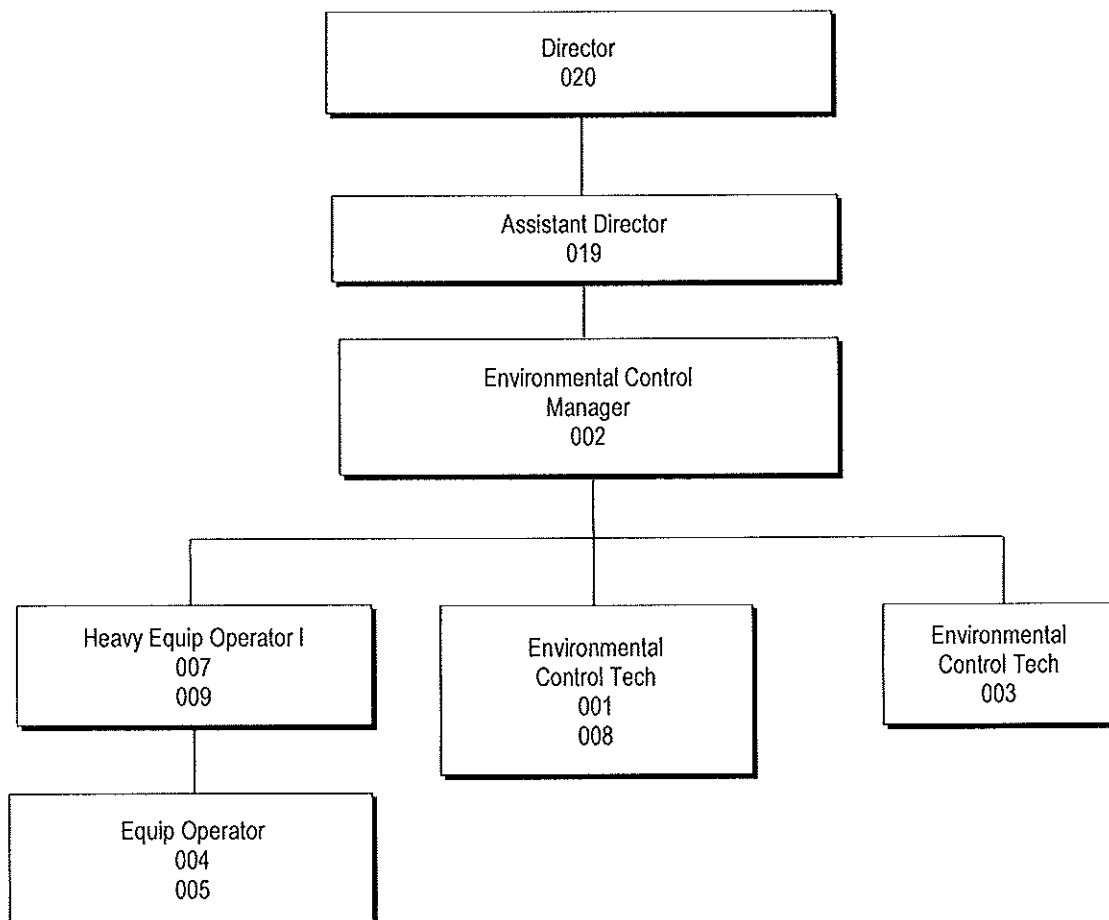 Director
020
Assistant Director
019
Environmental Control
Manager
002
Heavy Equip Operator I
007
009
Environmental
Control Tech
001
008
Environmental
Control Tech
003
Equip Operator
004
005